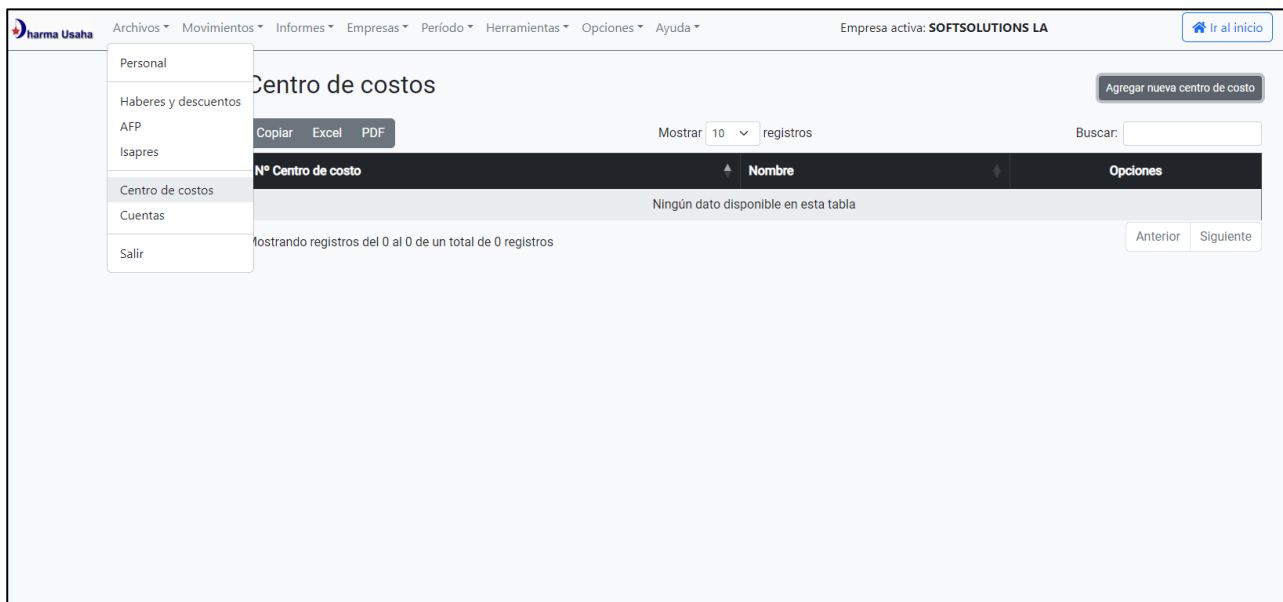 Dharma Usaha
Archivos Movimientos Informes Empresas Período Herramientas Opciones Ayuda Empresa activa: SOFTSOLUTIONS LA Ir al inicio
Personal
Haberes y descuentos
AFP
Isapres
Centro de costos
Cuentas
Salir
Centro de costos
Agregar nueva centro de costo
Copiar Excel PDF Mostrar 10 registros Buscar:
Nº Centro de costo Nombre Opciones
Ningún dato disponible en esta tabla
Mostrando registros del 0 al 0 de un total de 0 registros
Anterior Siguiente